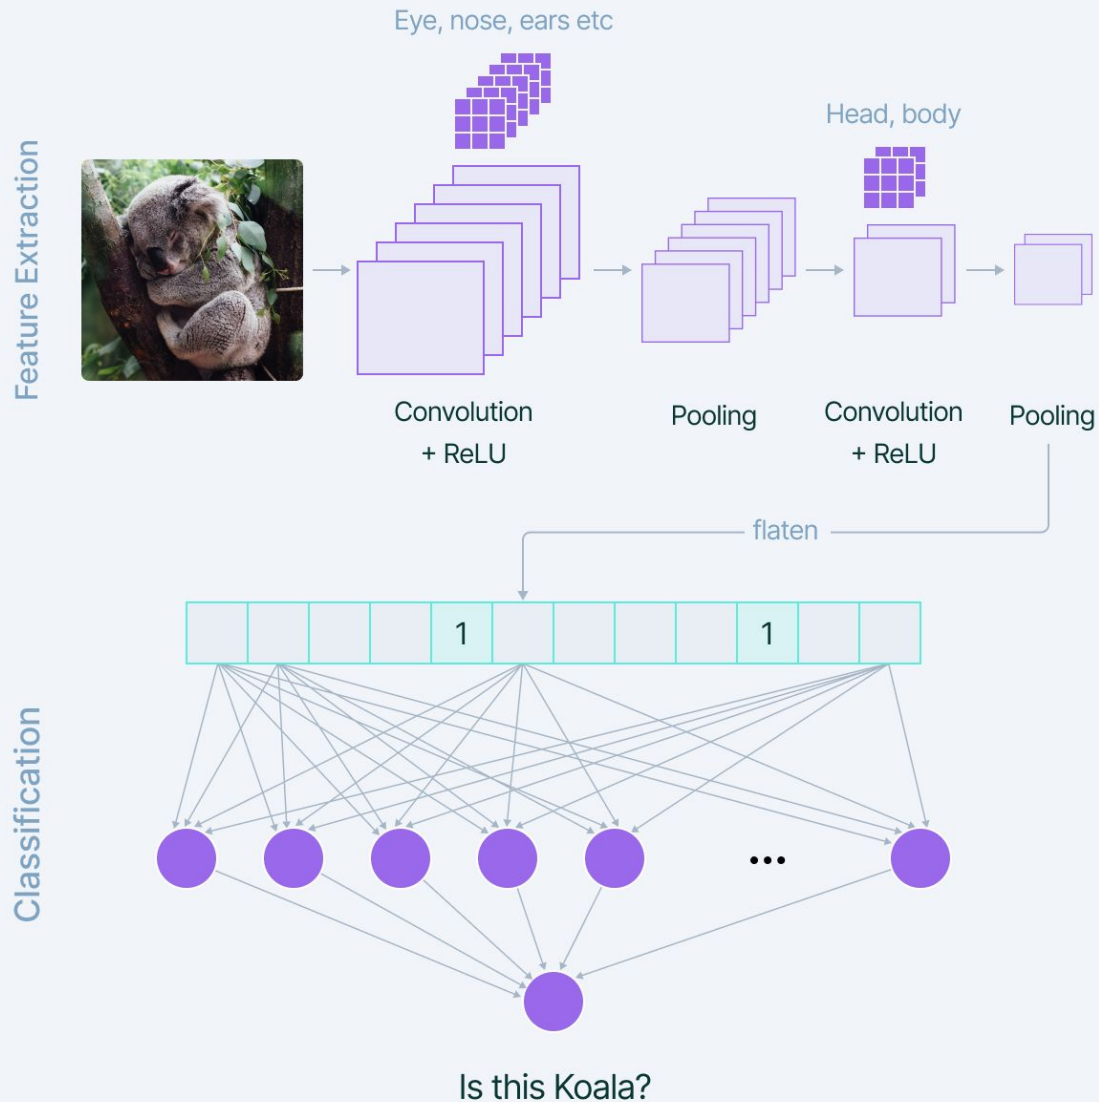 Eye, nose, ears etc
Head, body
Feature Extraction
Convolution
+ ReLU
Pooling
Convolution
+ ReLU
Pooling
flaten
1
1
Classification
...
Is this Koala?